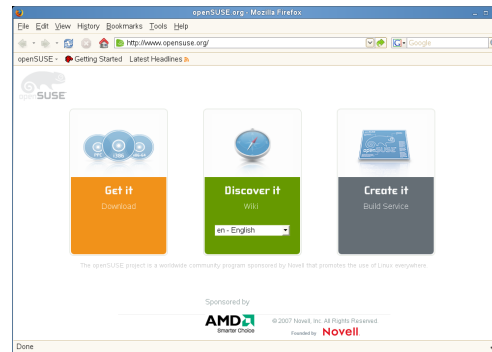 openSUSE.org - Mozilla Firefox
File Edit View History Bookmarks Tools Help
http://www.opensuse.org/
Google
openSUSE Getting Started Latest Headlines
openSUSE
Get it
Download
Discover it
Wiki
en - English
Create it
Build Service
The openSUSE project is a worldwide community program sponsored by Novell that promotes the use of Linux everywhere.
Sponsored by
AMD
Smarter Choice
© 2007 Novell, Inc. All Rights Reserved
Founded by Novell.
Done